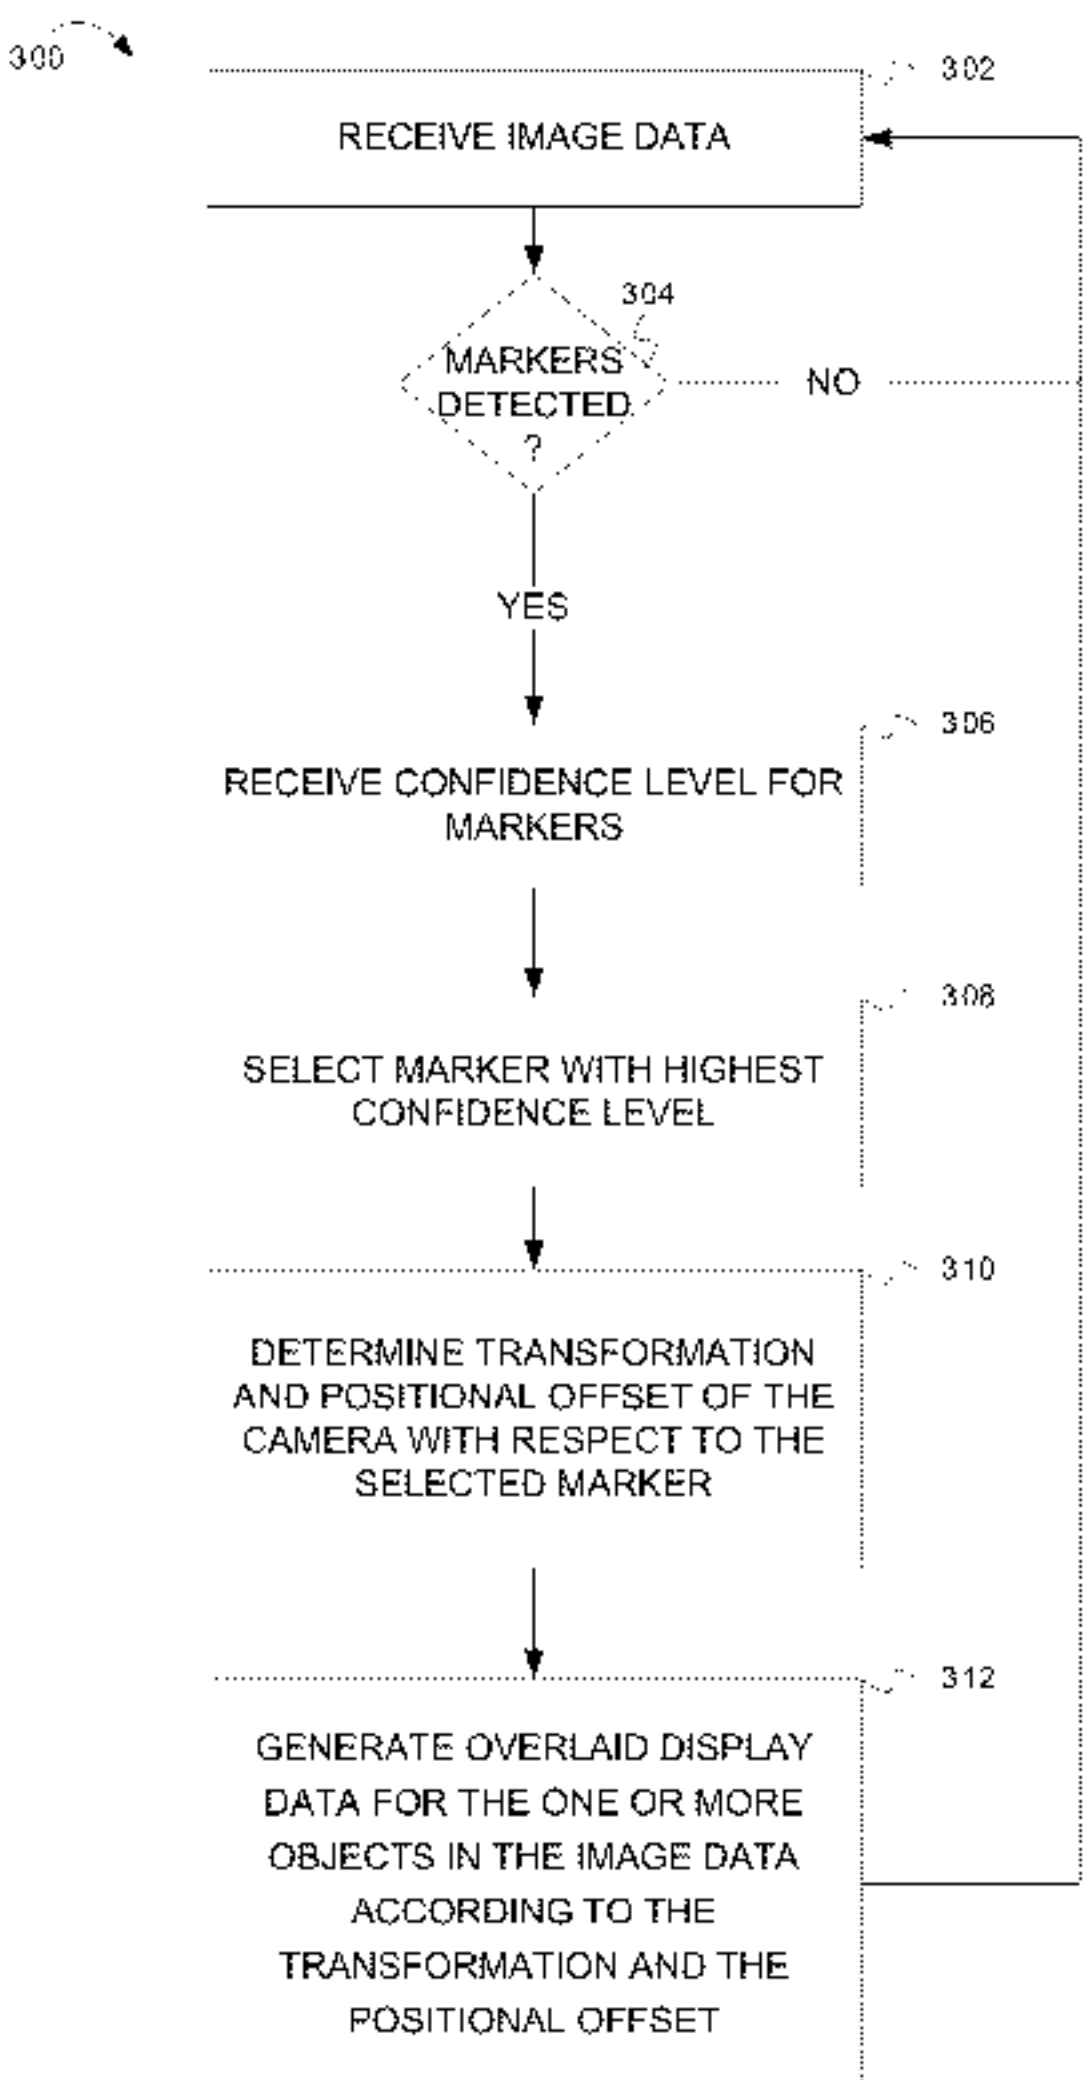 300
302
RECEIVE IMAGE DATA
304
MARKERS
DETECTED
?
NO
YES
306
RECEIVE CONFIDENCE LEVEL FOR
MARKERS
308
SELECT MARKER WITH HIGHEST
CONFIDENCE LEVEL
310
DETERMINE TRANSFORMATION
AND POSITIONAL OFFSET OF THE
CAMERA WITH RESPECT TO THE
SELECTED MARKER
312
GENERATE OVERLAID DISPLAY
DATA FOR THE ONE OR MORE
OBJECTS IN THE IMAGE DATA
ACCORDING TO THE
TRANSFORMATION AND THE
POSITIONAL OFFSET